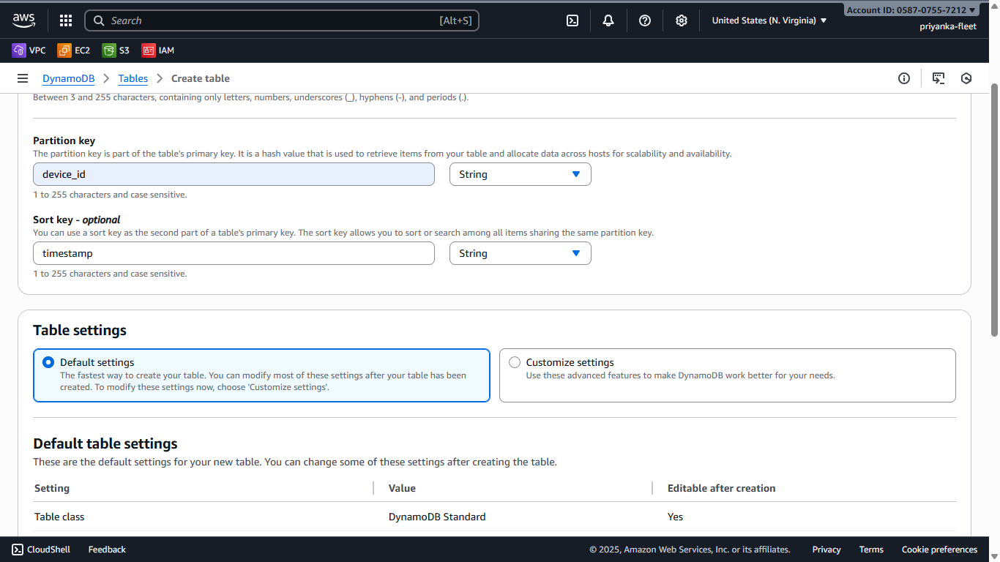 aws
Search [Alt+S]
United States (N. Virginia) ▼
Account ID: 0587-0755-7212 ▼
priyanka-fleet
VPC EC2 S3 IAM
DynamoDB > Tables > Create table
Between 3 and 255 characters, containing only letters, numbers, underscores (_), hyphens (-), and periods (.).
Partition key
The partition key is part of the table's primary key. It is a hash value that is used to retrieve items from your table and allocate data across hosts for scalability and availability.
device_id String
1 to 255 characters and case sensitive.
Sort key - optional
You can use a sort key as the second part of a table's primary key. The sort key allows you to sort or search among all items sharing the same partition key.
timestamp String
1 to 255 characters and case sensitive.
Table settings
Default settings
The fastest way to create your table. You can modify most of these settings after your table has been
created. To modify these settings now, choose 'Customize settings'.
Customize settings
Use these advanced features to make DynamoDB work better for your needs.
Default table settings
These are the default settings for your new table. You can change some of these settings after creating the table.
Setting Value Editable after creation
Table class DynamoDB Standard Yes
CloudShell Feedback © 2025, Amazon Web Services, Inc. or its affiliates. Privacy Terms Cookie preferences